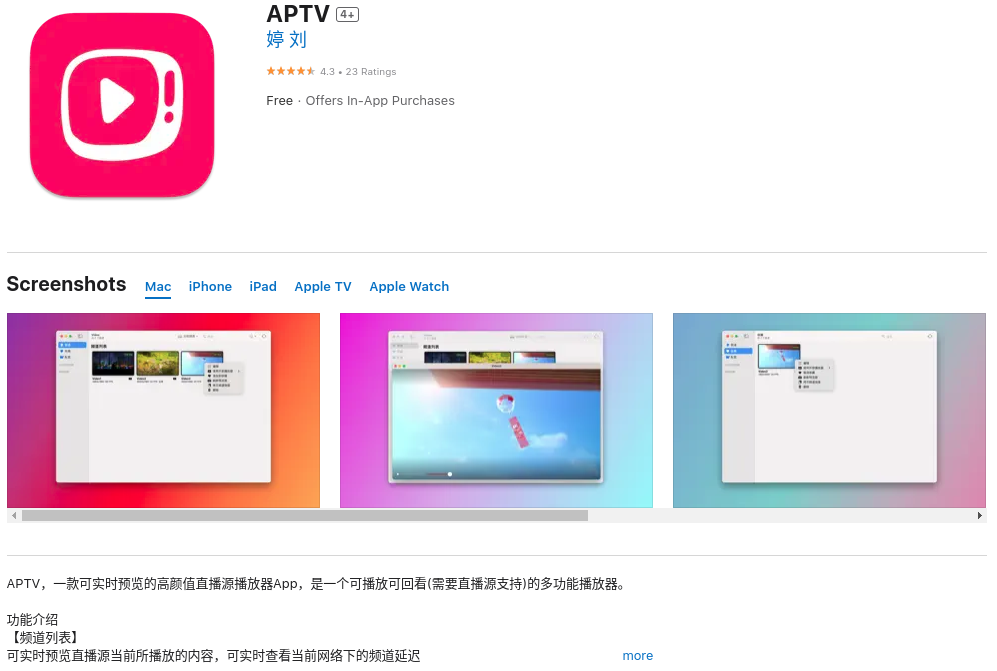 APTV 4+
婷 刘
4.3 • 23 Ratings
Free · Offers In-App Purchases
Screenshots Mac iPhone iPad Apple TV Apple Watch
APTV，一款可实时预览的高颜值直播源播放器App，是一个可播放可回看(需要直播源支持)的多功能播放器。
功能介绍
【频道列表】
可实时预览直播源当前所播放的内容，可实时查看当前网络下的频道延迟 more